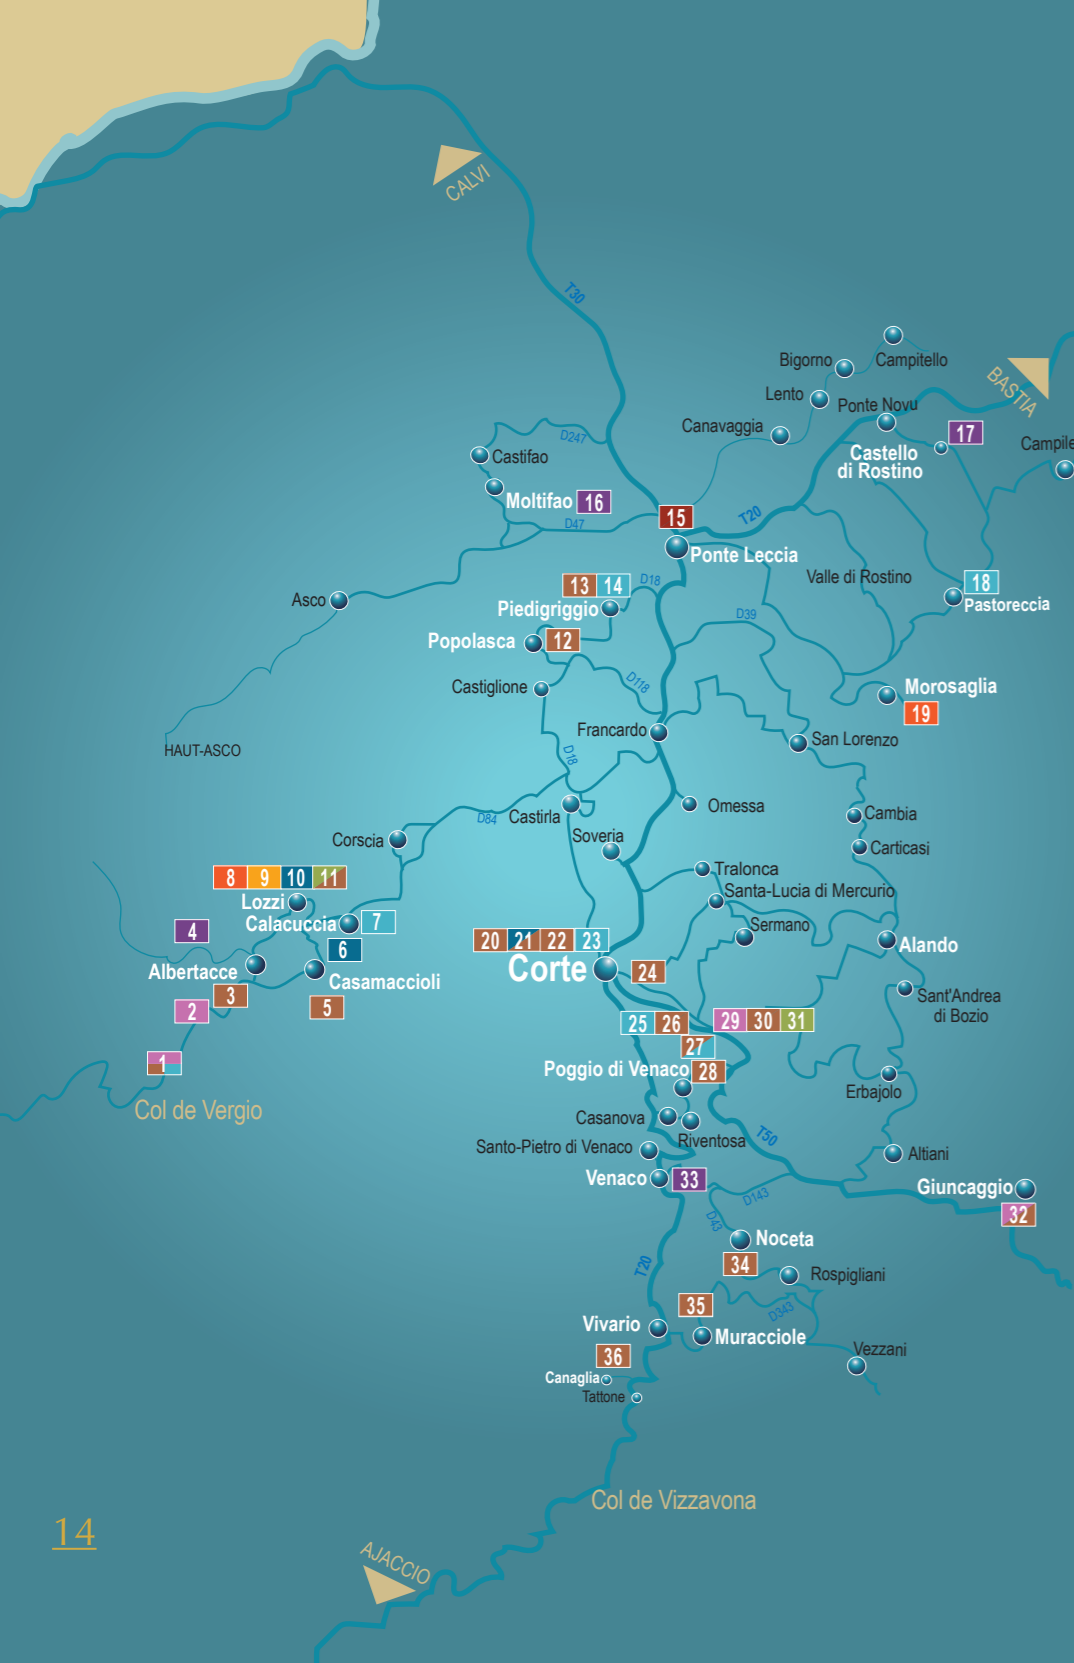 CALVI
T30
Bigorno
Campitello
BASTIA
Lento
Ponte Novu
Canavaggia
17
Campile
D247
Castello
di Rostino
Castifao
Moltifao 16
15
T20
D47
Ponte Leccia
Asco
13 14
D18
Valle di Rostino
18
Piedigriggio
Pastoreccia
D39
Popolasca
12
Castiglione
D118
Morosaglia
19
Francardo
San Lorenzo
HAUT-ASCO
D18
Omessa
D84
Castirla
Cambia
Corscia
Soveria
Carticasi
Tralonca
8 9 10 11
Santa-Lucia di Mercurio
Lozzi
Calacuccia
7
Sermano
4
20 21 22 23
6
Alando
Albertacce
Corte
24
Casamaccioli
3
5
2
Sant'Andrea
di Bozio
25 26
29 30 31
27
1
Poggio di Venaco
28
Erbajolo
Col de Vergio
Casanova
Riventosa
T50
Santo-Pietro di Venaco
Altiani
Venaco
33
Giuncaggio
D143
32
D43
Noceta
34
T20
Rospigliani
35
D343
Vivario
Muracciole
36
Vezzani
Canaglia
Tattone
Col de Vizzavona
14
AJACCIO